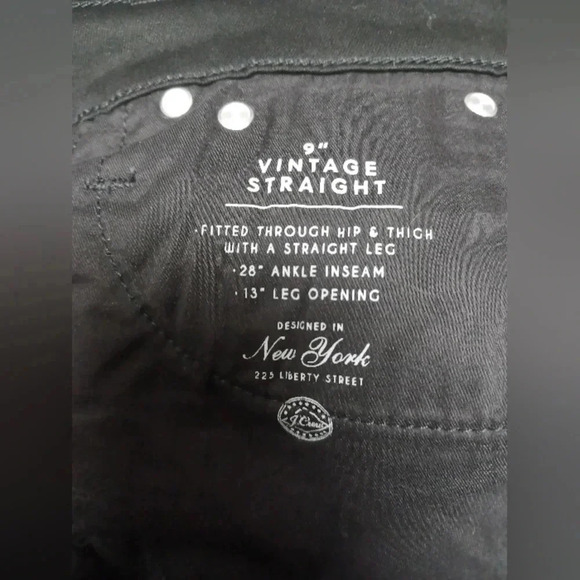 9"
VINTAGE
STRAIGHT
·FITTED THROUGH HIP & THIGH
WITH A STRAIGHT LEG
·28" ANKLE INSEAM
·13" LEG OPENING
DESIGNED IN
New York
225 LIBERTY STREET
J.Crew